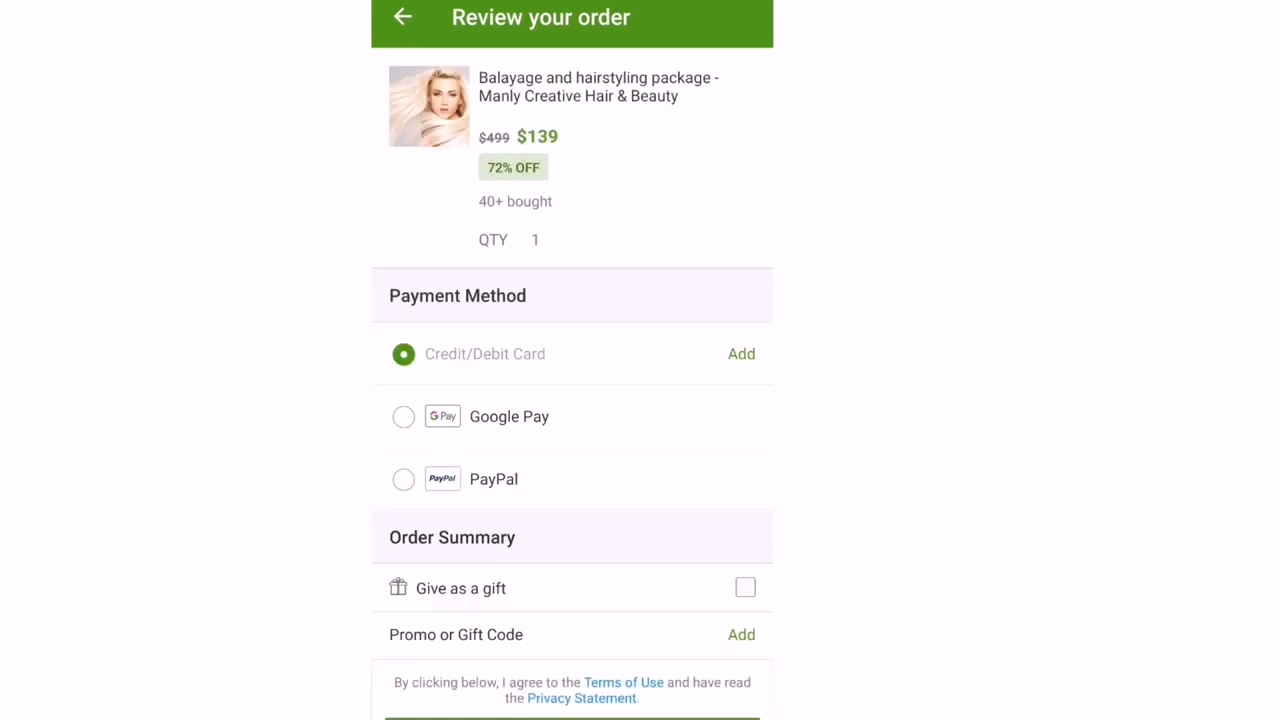 Review your order
Balayage and hairstyling package -
Manly Creative Hair & Beauty
$499 $139
72% OFF
40+ bought
QTY 1
Payment Method
Credit/Debit Card Add
G Pay Google Pay
PayPal PayPal
Order Summary
Give as a gift
Promo or Gift Code Add
By clicking below, I agree to the Terms of Use and have read
the Privacy Statement.